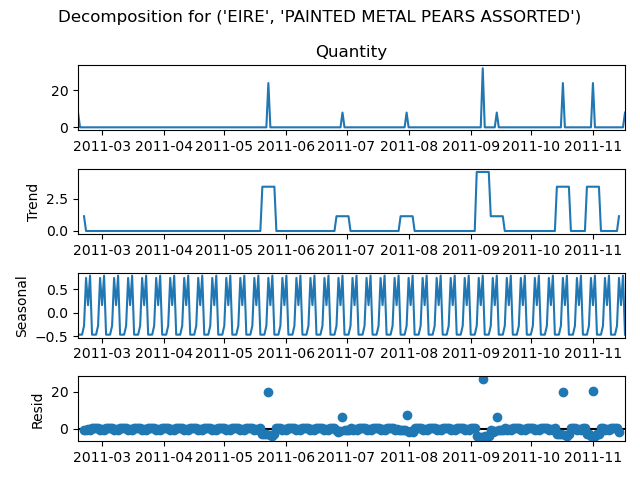 Decomposition for ('EIRE', 'PAINTED METAL PEARS ASSORTED')
Quantity
20
0
2011-03 2011-04 2011-05 2011-06 2011-07 2011-08 2011-09 2011-10 2011-11
Trend
2.5
0.0
2011-03 2011-04 2011-05 2011-06 2011-07 2011-08 2011-09 2011-10 2011-11
Seasonal
0.5
0.0
−0.5
2011-03 2011-04 2011-05 2011-06 2011-07 2011-08 2011-09 2011-10 2011-11
Resid
20
0
2011-03 2011-04 2011-05 2011-06 2011-07 2011-08 2011-09 2011-10 2011-11